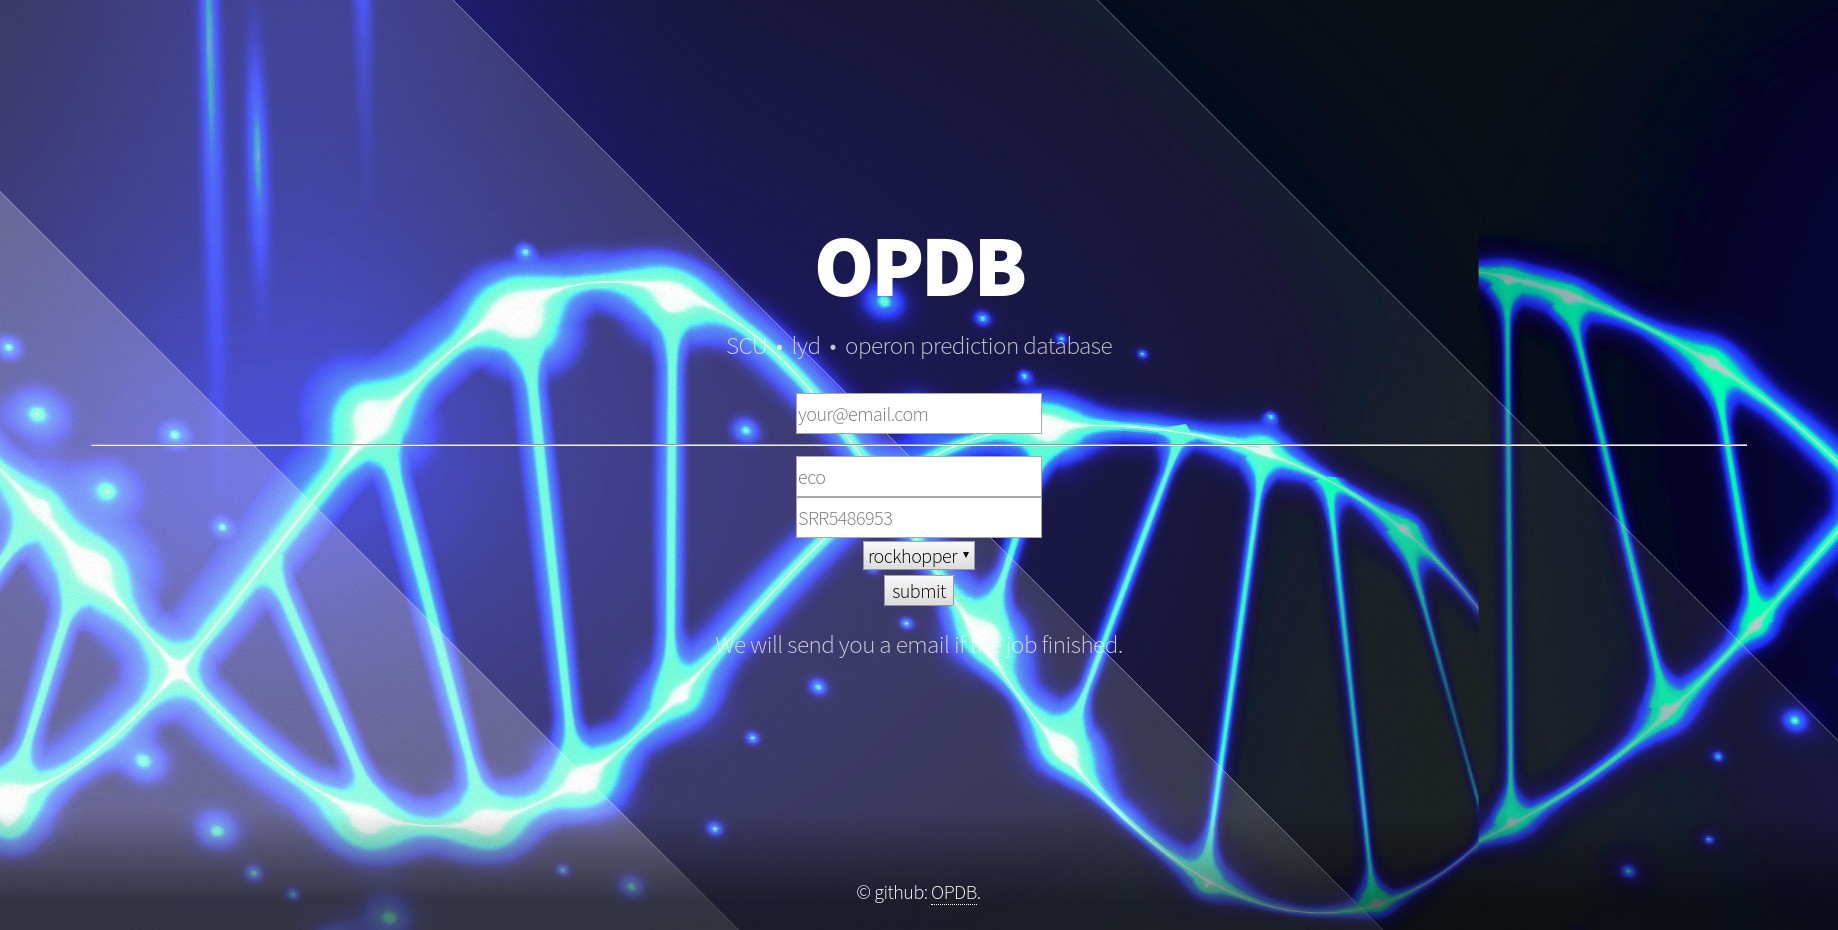 OPDB
SCU • lyd • operon prediction database
your@email.com
eco
SRR5486953
rockhopper
submit
We will send you a email if the job finished.
© github: OPDB.